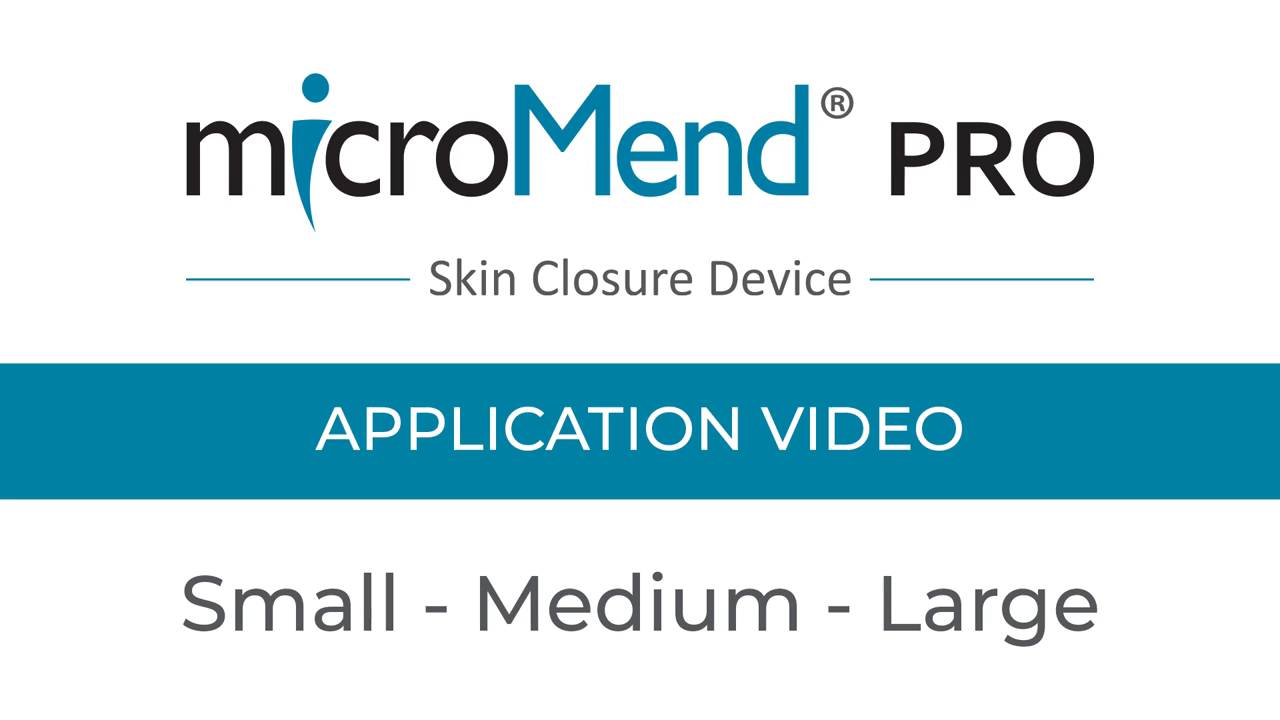 microMend® PRO
Skin Closure Device
APPLICATION VIDEO
Small - Medium - Large